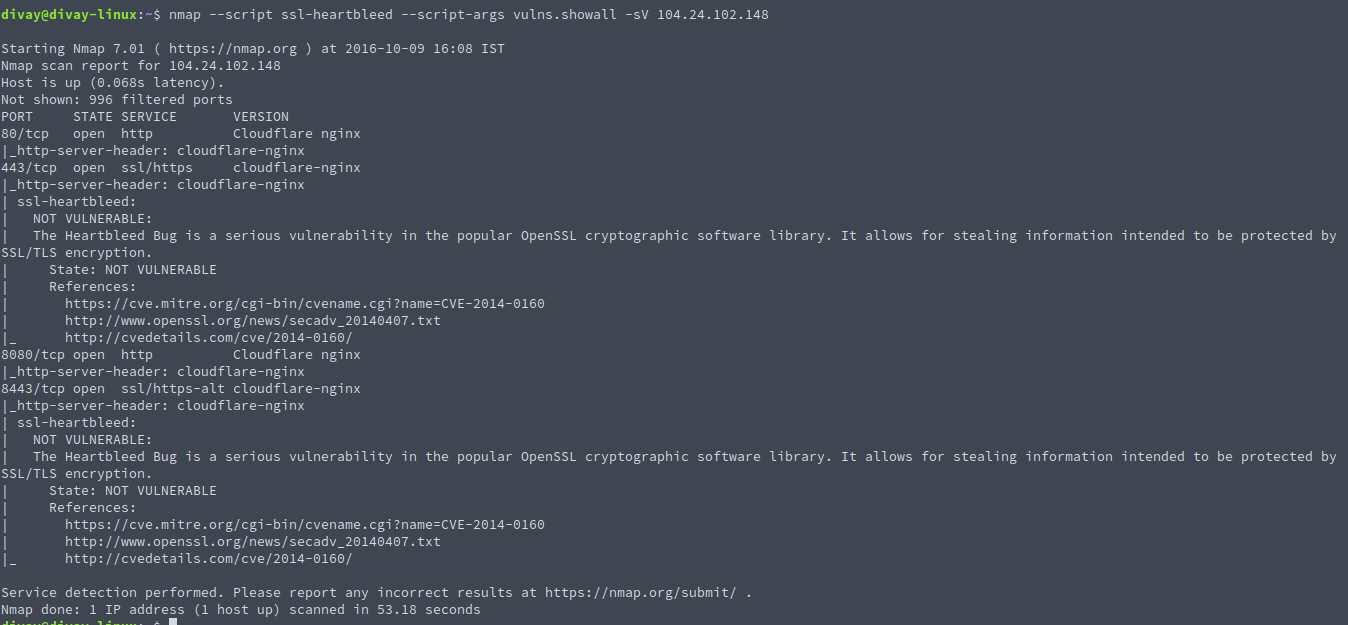 divay@divay-linux:~$ nmap --script ssl-heartbleed --script-args vulns.showall -sV 104.24.102.148
Starting Nmap 7.01 ( https://nmap.org ) at 2016-10-09 16:08 IST
Nmap scan report for 104.24.102.148
Host is up (0.068s latency).
Not shown: 996 filtered ports
PORT     STATE SERVICE       VERSION
80/tcp   open  http          Cloudflare nginx
|_http-server-header: cloudflare-nginx
443/tcp  open  ssl/https     cloudflare-nginx
|_http-server-header: cloudflare-nginx
| ssl-heartbleed:
|   NOT VULNERABLE:
|   The Heartbleed Bug is a serious vulnerability in the popular OpenSSL cryptographic software library. It allows for stealing information intended to be protected by
SSL/TLS encryption.
|     State: NOT VULNERABLE
|     References:
|       https://cve.mitre.org/cgi-bin/cvename.cgi?name=CVE-2014-0160
|       http://www.openssl.org/news/secadv_20140407.txt
|_      http://cvedetails.com/cve/2014-0160/
8080/tcp open  http          Cloudflare nginx
|_http-server-header: cloudflare-nginx
8443/tcp open  ssl/https-alt cloudflare-nginx
|_http-server-header: cloudflare-nginx
| ssl-heartbleed:
|   NOT VULNERABLE:
|   The Heartbleed Bug is a serious vulnerability in the popular OpenSSL cryptographic software library. It allows for stealing information intended to be protected by
SSL/TLS encryption.
|     State: NOT VULNERABLE
|     References:
|       https://cve.mitre.org/cgi-bin/cvename.cgi?name=CVE-2014-0160
|       http://www.openssl.org/news/secadv_20140407.txt
|_      http://cvedetails.com/cve/2014-0160/
Service detection performed. Please report any incorrect results at https://nmap.org/submit/ .
Nmap done: 1 IP address (1 host up) scanned in 53.18 seconds
divay@divay-linux:~$